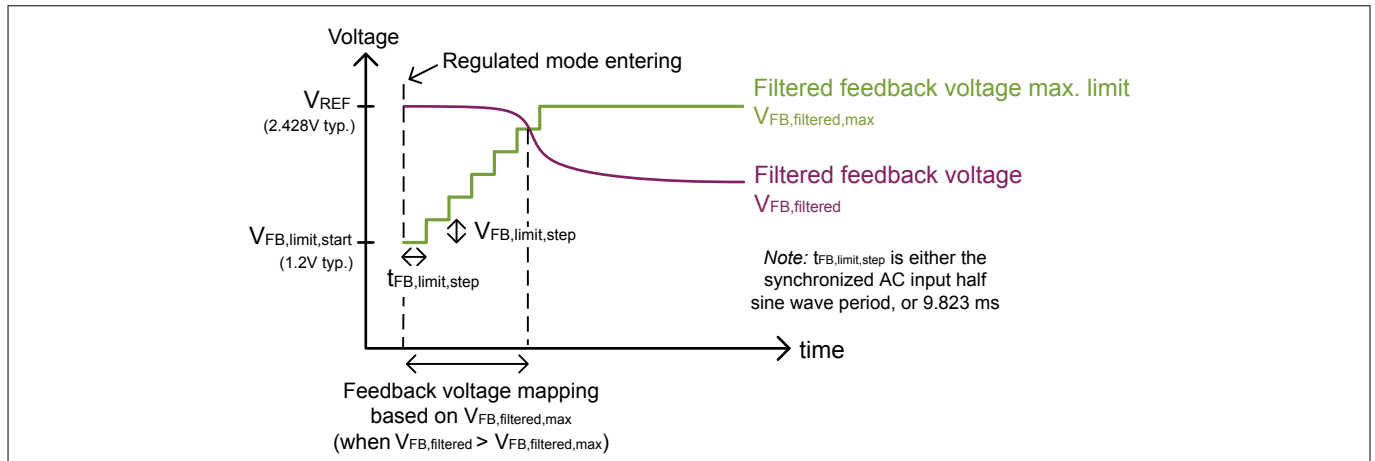 Voltage
Regulated mode entering
VREF
(2.428V typ.)
Filtered feedback voltage max. limit
VFB,filtered,max
Filtered feedback voltage
VFB,filtered
VFB,limit,start
(1.2V typ.)
VFB,limit,step
tFB,limit,step
Note: tFB,limit,step is either the
synchronized AC input half
sine wave period, or 9.823 ms
time
Feedback voltage mapping
based on VFB,filtered,max
(when VFB,filtered > VFB,filtered,max)